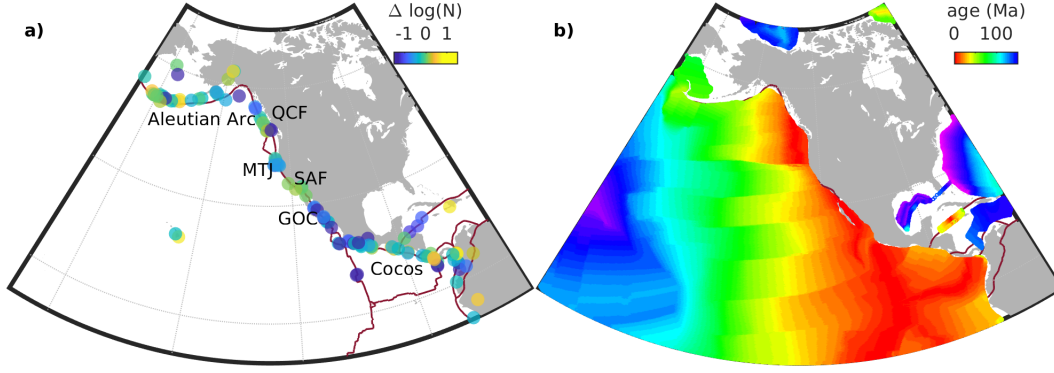 a)
Δ log(N)
-1 0 1
Aleutian Arc
QCF
MTJ
SAF
GOC
Cocos
b)
age (Ma)
0 100